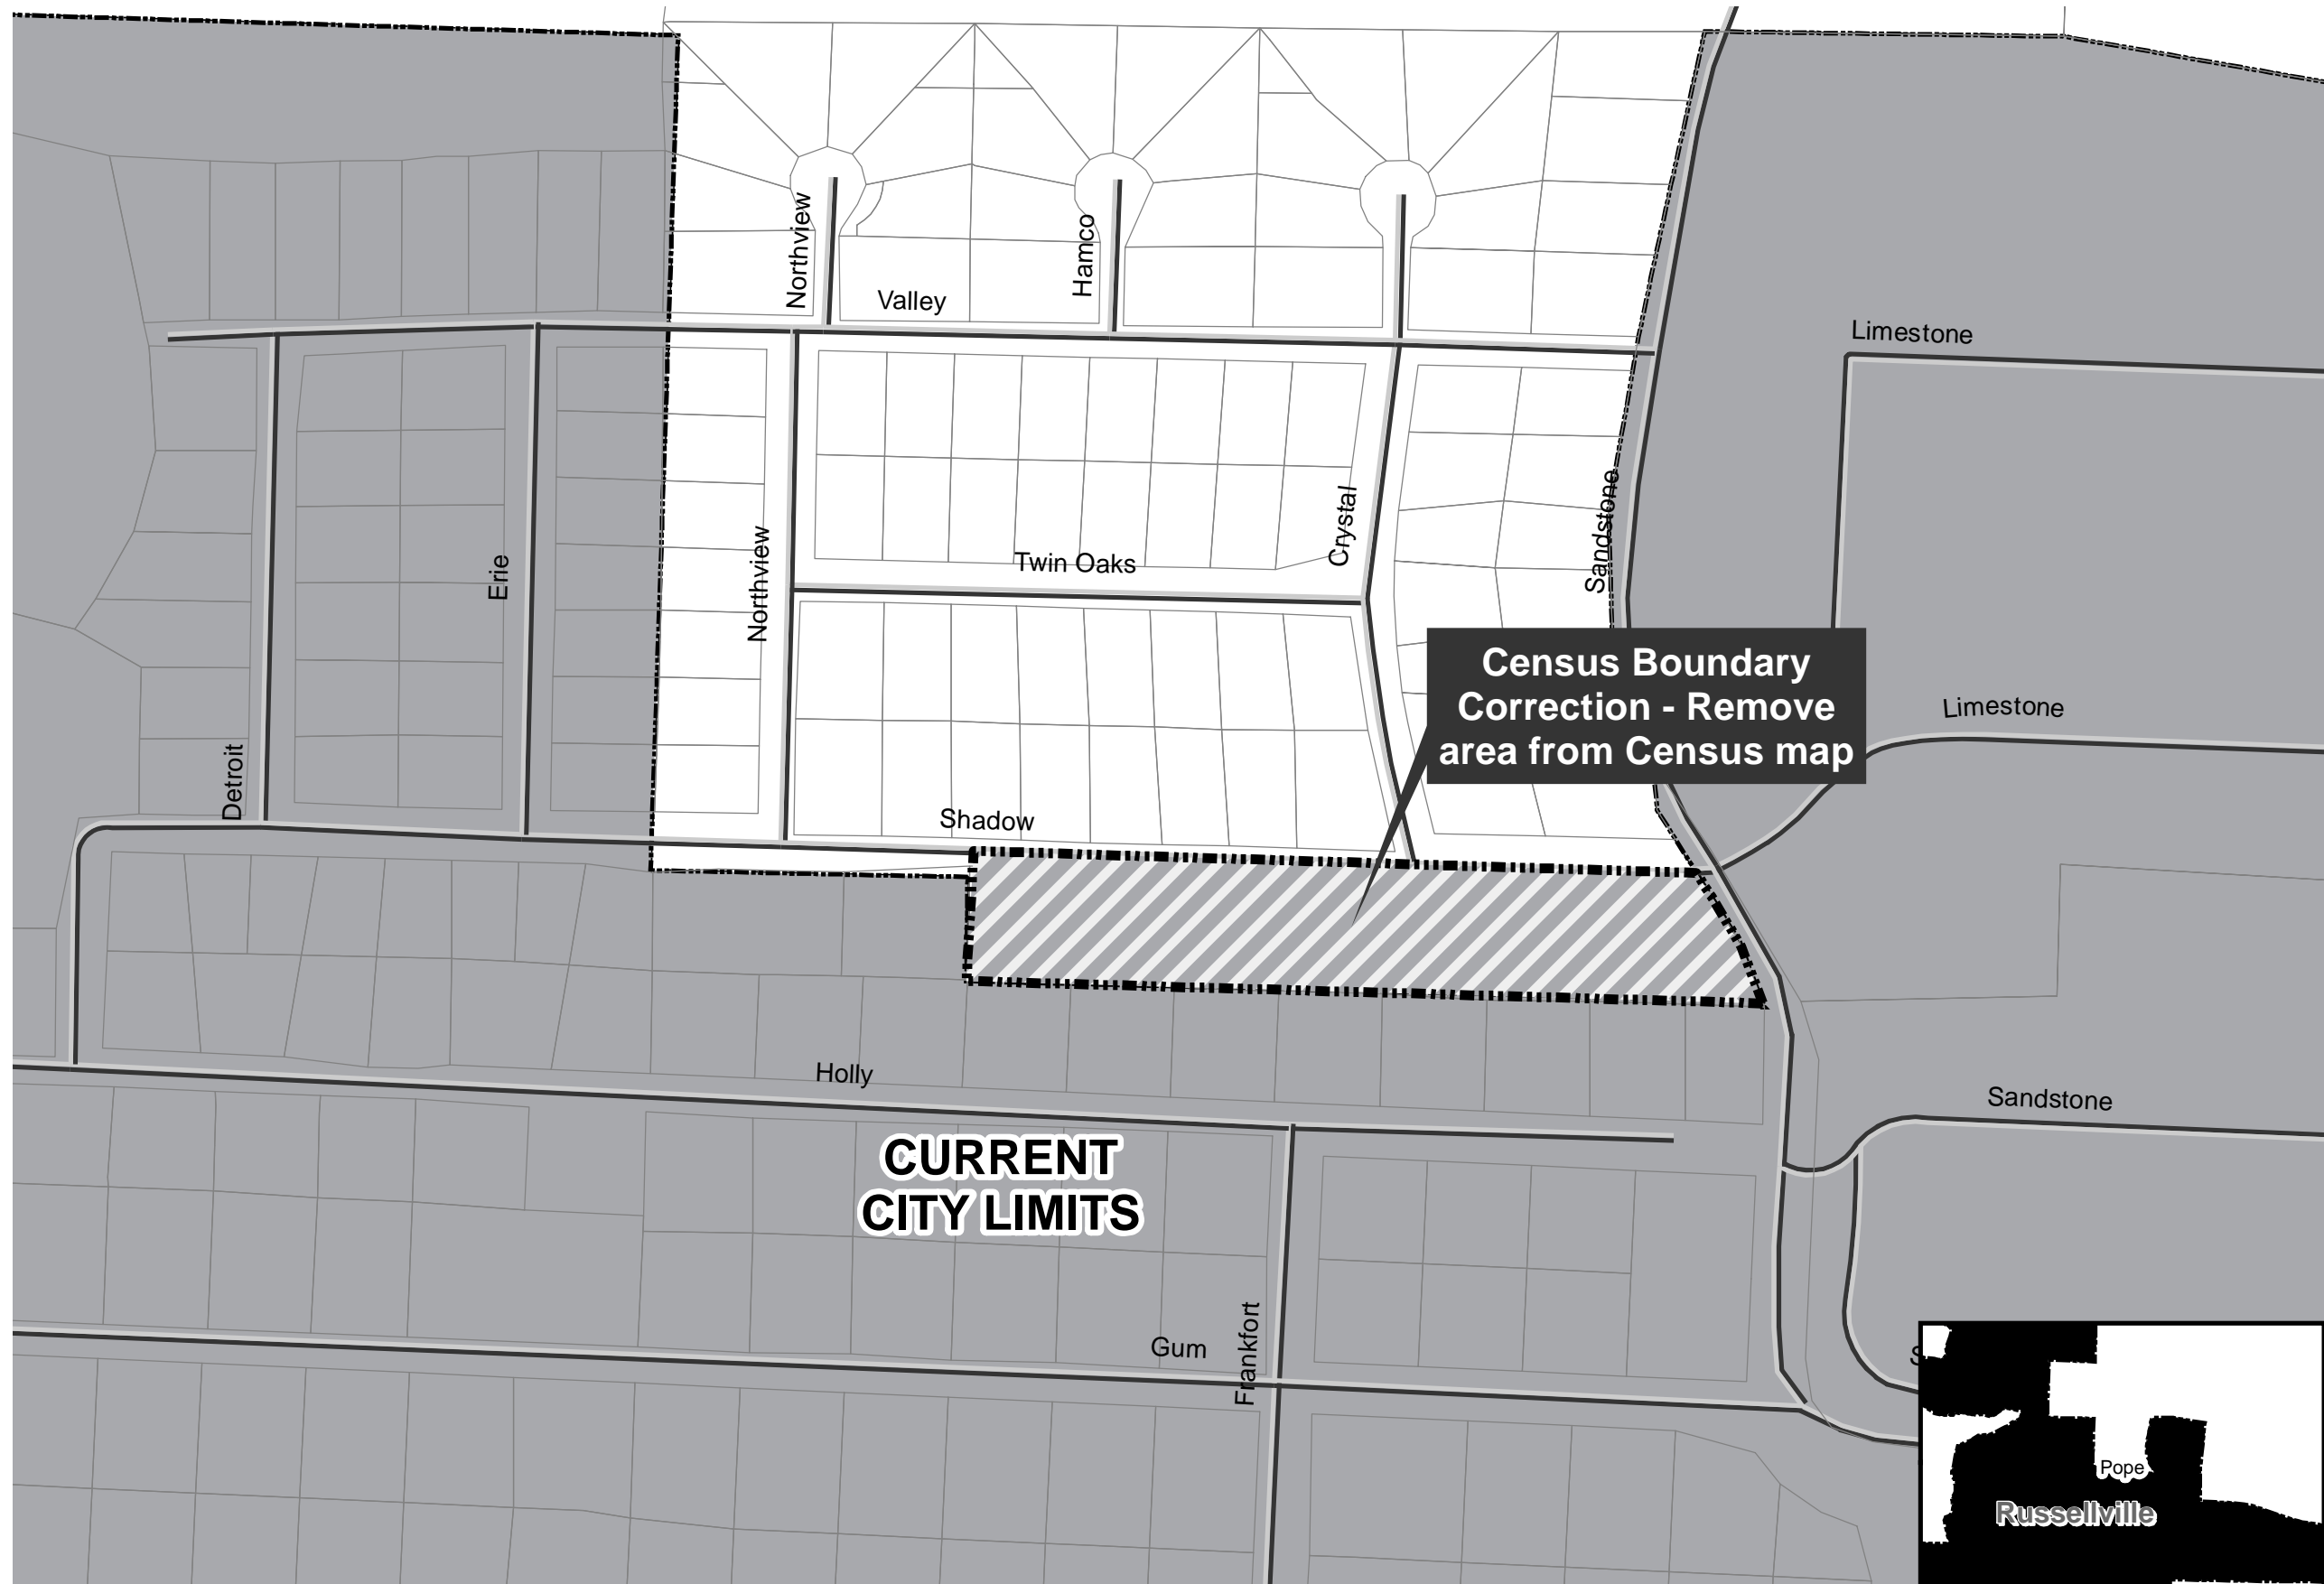 Northview
Hamco
Valley
Limestone
Crystal
Sandstone
Twin Oaks
Erie
Northview
Census Boundary
Correction - Remove
area from Census map
Limestone
Detroit
Shadow
Holly
Sandstone
CURRENT
CITY LIMITS
Gum
Frankfort
Pope
Russellville